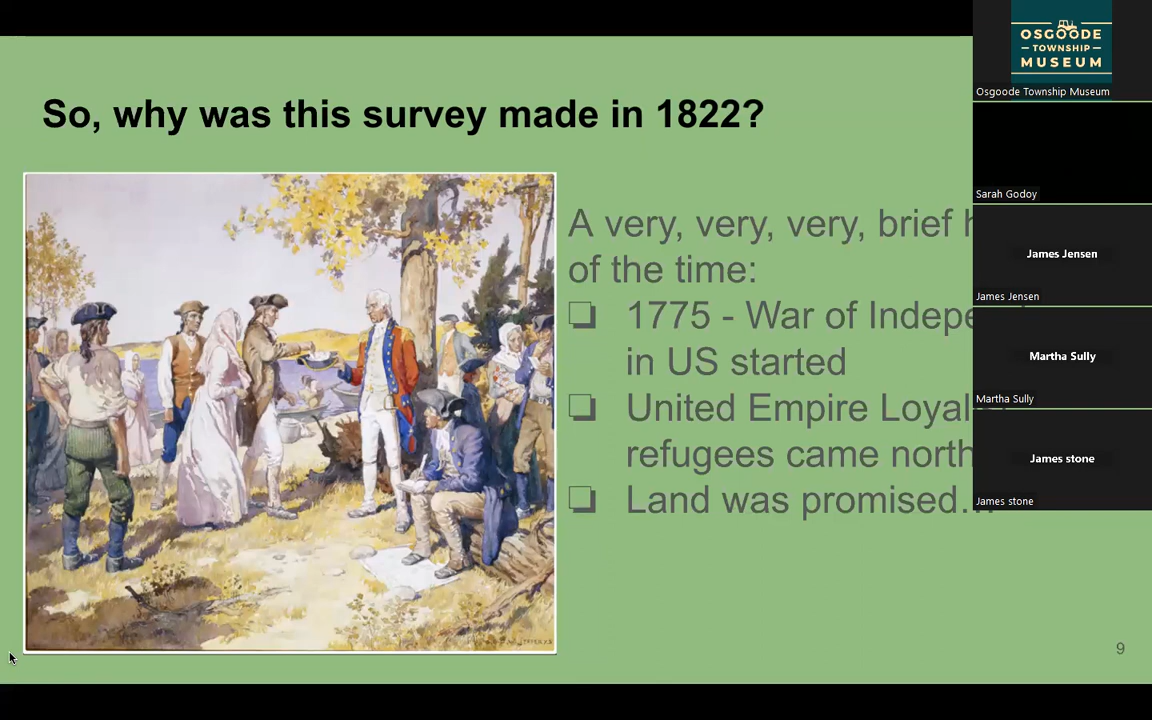 So, why was this survey made in 1822?
A very, very, very, brief
of the time:
❏ 1775 - War of
in US started
❏ United Empire
refugees came north
❏ Land was promised...
9
OSGOODE
TOWNSHIP
MUSEUM
Osgoode Township Museum
Sarah Godoy
James Jensen
James Jensen
Martha Sully
Martha Sully
James stone
James stone